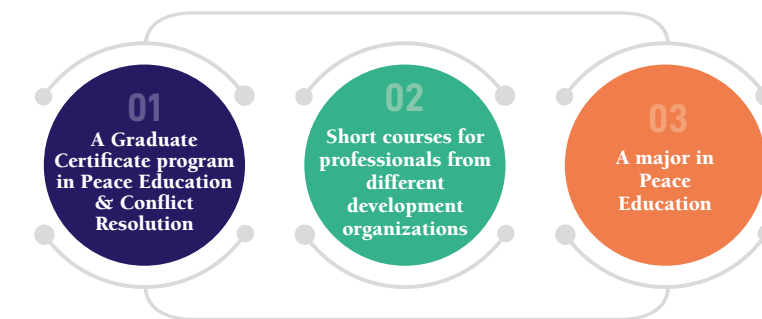 01
A Graduate
Certificate program
in Peace Education
& Conflict
Resolution
02
Short courses for
professionals from
different
development
organizations
03
A major in
Peace
Education